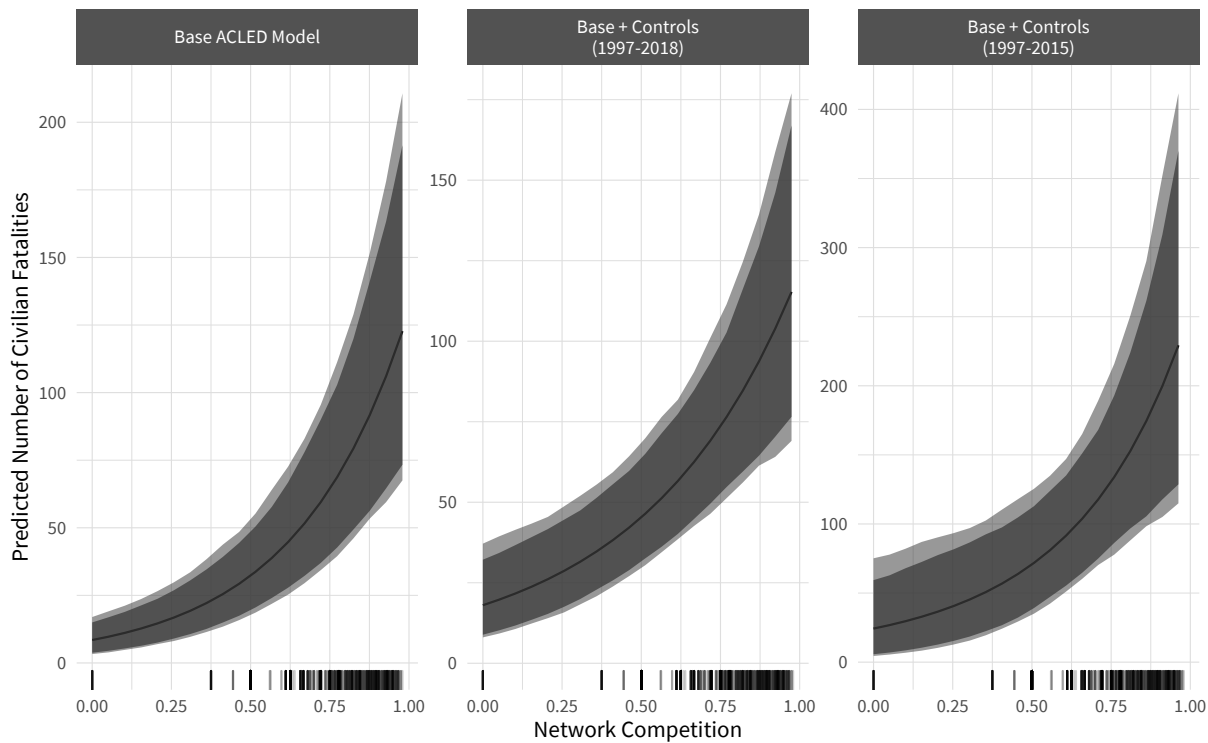 Base ACLED Model
Base + Controls
(1997-2018)
Base + Controls
(1997-2015)
Predicted Number of Civilian Fatalities
200
150
100
50
0
150
100
50
0
400
300
200
100
0
0.00 0.25 0.50 0.75 1.00
0.00 0.25 0.50 0.75 1.00
0.00 0.25 0.50 0.75 1.00
Network Competition